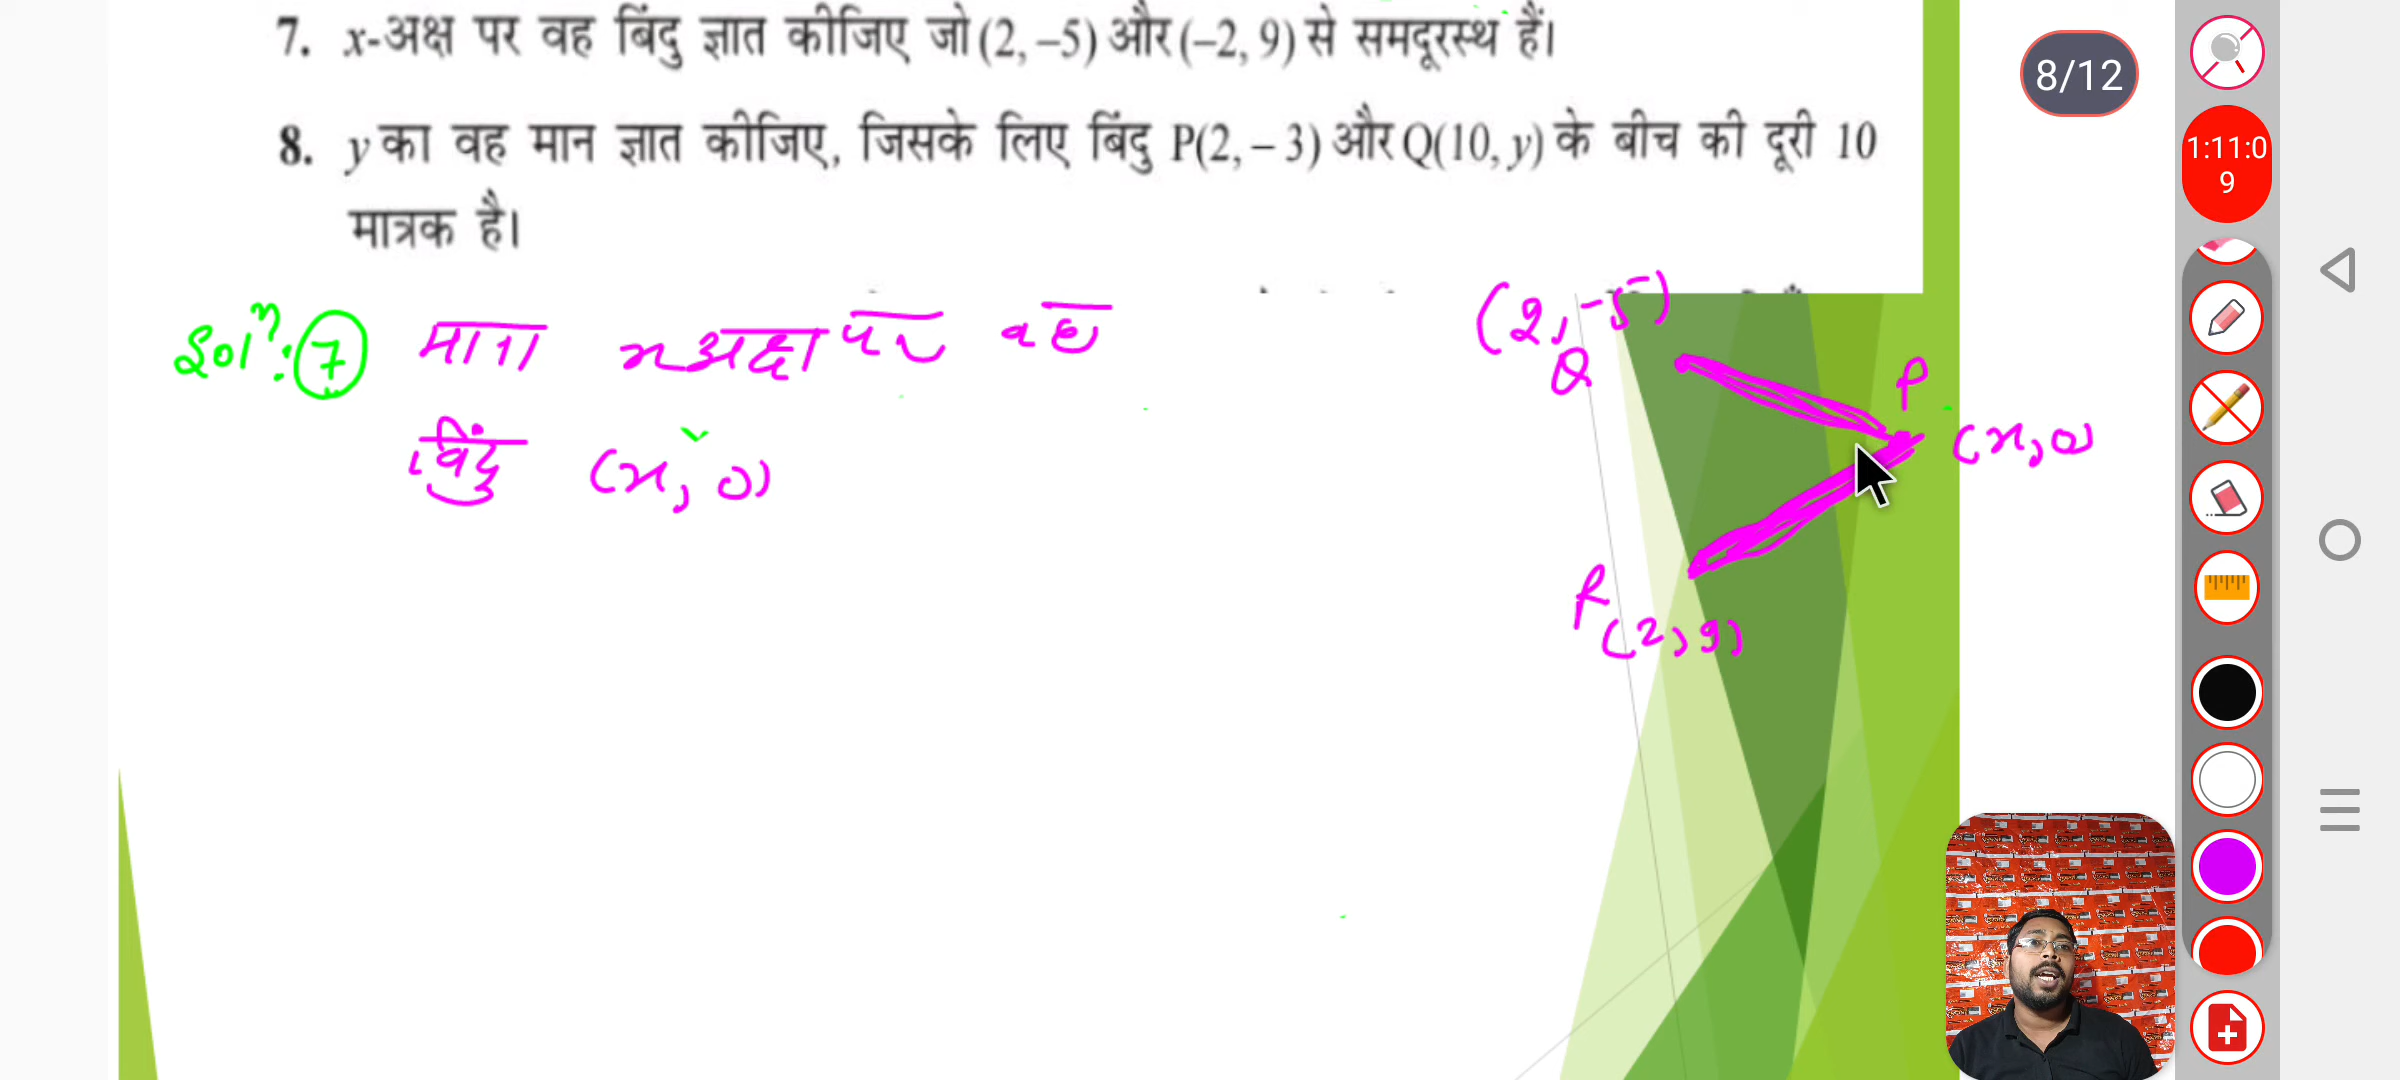 7. x-अक्ष पर वह बिंदु ज्ञात कीजिए जो (2, –5) और (–2, 9) से समदूरस्थ हैं।
8/12
8. y का वह मान ज्ञात कीजिए, जिसके लिए बिंदु P(2, – 3) और Q(10, y) के बीच की दूरी 10
मात्रक है।
1:11:0
9
(2, -5)
Solⁿ: 7 माना x अक्ष पर वह
Q
P
(x, 0)
बिंदु (x, 0)
R
(2, 9)